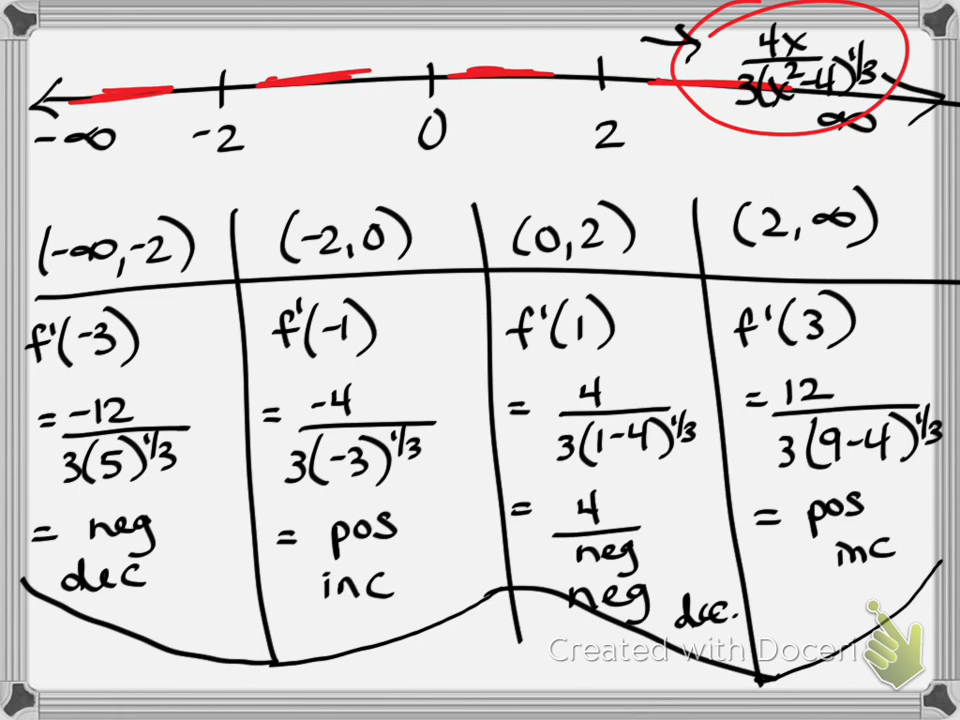 4x
3(x²-4)^1/3
-∞ -2 0 2 ∞
(-∞,-2) (-2,0) (0,2) (2,∞)
f'(-3) f'(-1) f'(1) f'(3)
= -12 = -4 = 4 = 12
3(5)^1/3 3(-3)^1/3 3(1-4)^1/3 3(9-4)^1/3
= neg = pos = 4 = pos
neg
dec inc neg dec. inc
Created with Doceri